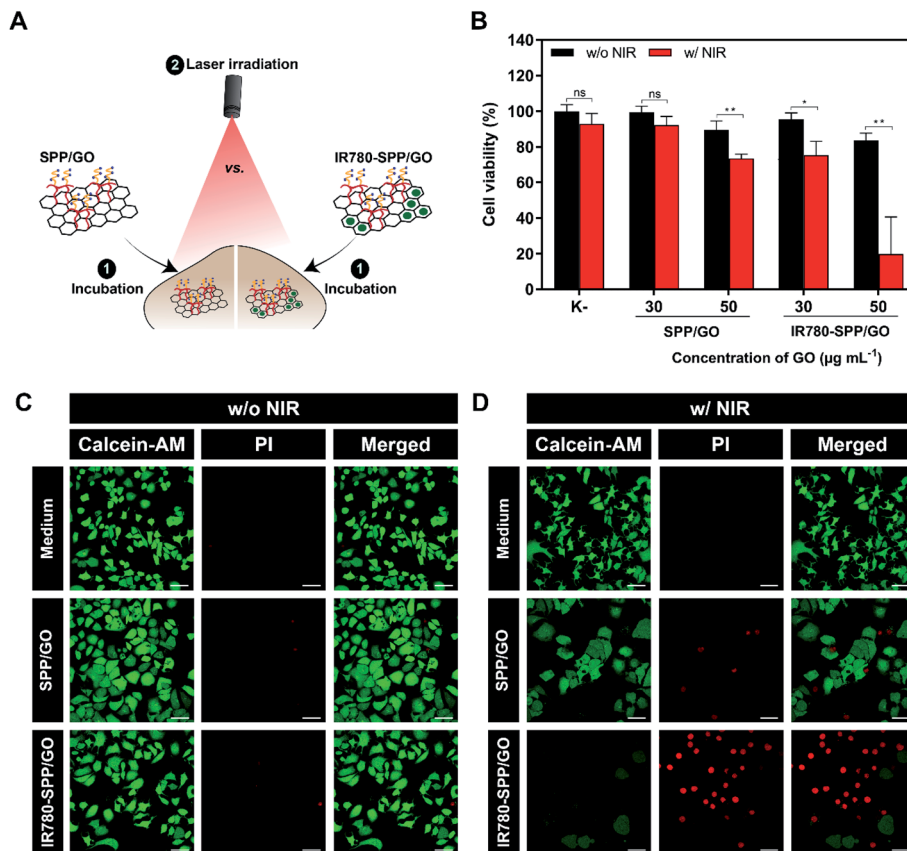 A
2 Laser irradiation
SPP/GO
vs.
IR780-SPP/GO
1
Incubation
1
Incubation
B
w/o NIR
w/ NIR
Cell viability (%)
140
120
100
80
60
40
20
0
ns
ns
**
*
**
K-
30
50
30
50
SPP/GO
IR780-SPP/GO
Concentration of GO (µg mL⁻¹)
C
w/o NIR
Calcein-AM
PI
Merged
Medium
SPP/GO
IR780-SPP/GO
D
w/ NIR
Calcein-AM
PI
Merged
Medium
SPP/GO
IR780-SPP/GO